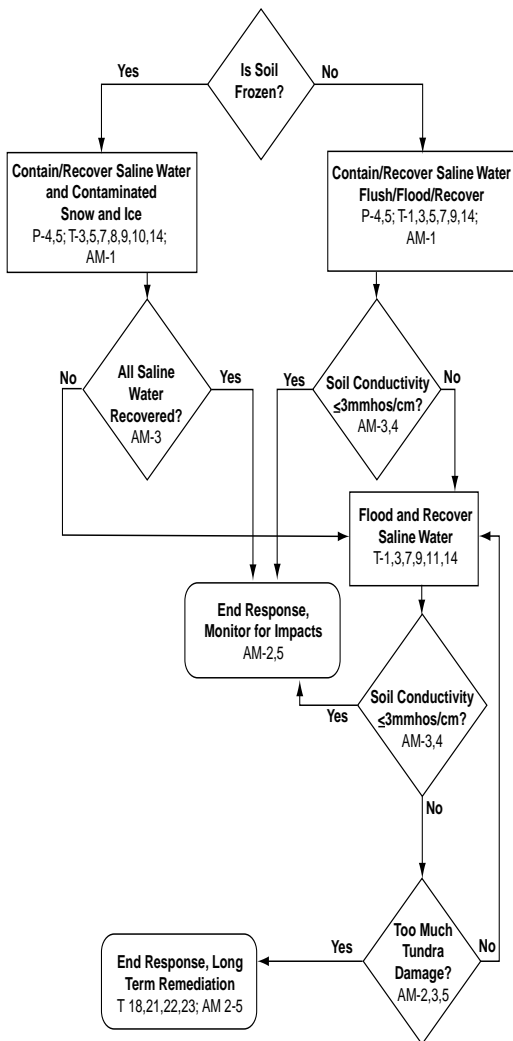 Is Soil
Frozen?
Yes
No
Contain/Recover Saline Water
and Contaminated
Snow and Ice
P-4,5; T-3,5,7,8,9,10,14;
AM-1
Contain/Recover Saline Water
Flush/Flood/Recover
P-4,5; T-1,3,5,7,9,14;
AM-1
All Saline
Water
Recovered?
AM-3
No
Yes
Soil Conductivity
≤3mmhos/cm?
AM-3,4
Yes
No
Flood and Recover
Saline Water
T-1,3,7,9,11,14
End Response,
Monitor for Impacts
AM-2,5
Soil Conductivity
≤3mmhos/cm?
AM-3,4
Yes
No
Too Much
Tundra
Damage?
AM-2,3,5
Yes
No
End Response, Long
Term Remediation
T 18,21,22,23; AM 2-5